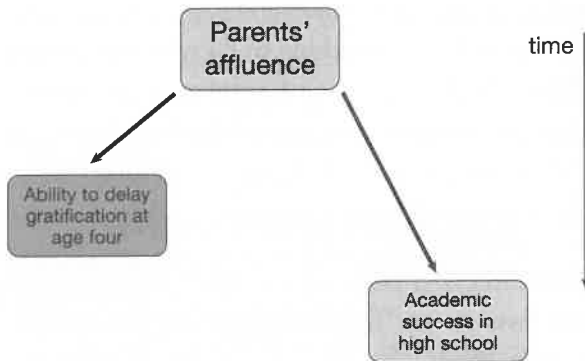 Parents'
affluence
time
Ability to delay
gratification at
age four
Academic
success in
high school